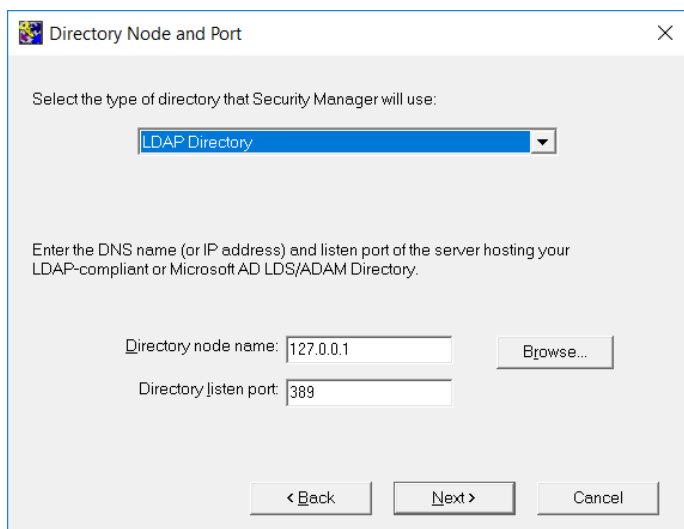 Directory Node and Port
Select the type of directory that Security Manager will use:
LDAP Directory
Enter the DNS name (or IP address) and listen port of the server hosting your
LDAP-compliant or Microsoft AD LDS/ADAM Directory.
Directory node name: 127.0.0.1 Browse...
Directory listen port: 389
< Back Next > Cancel